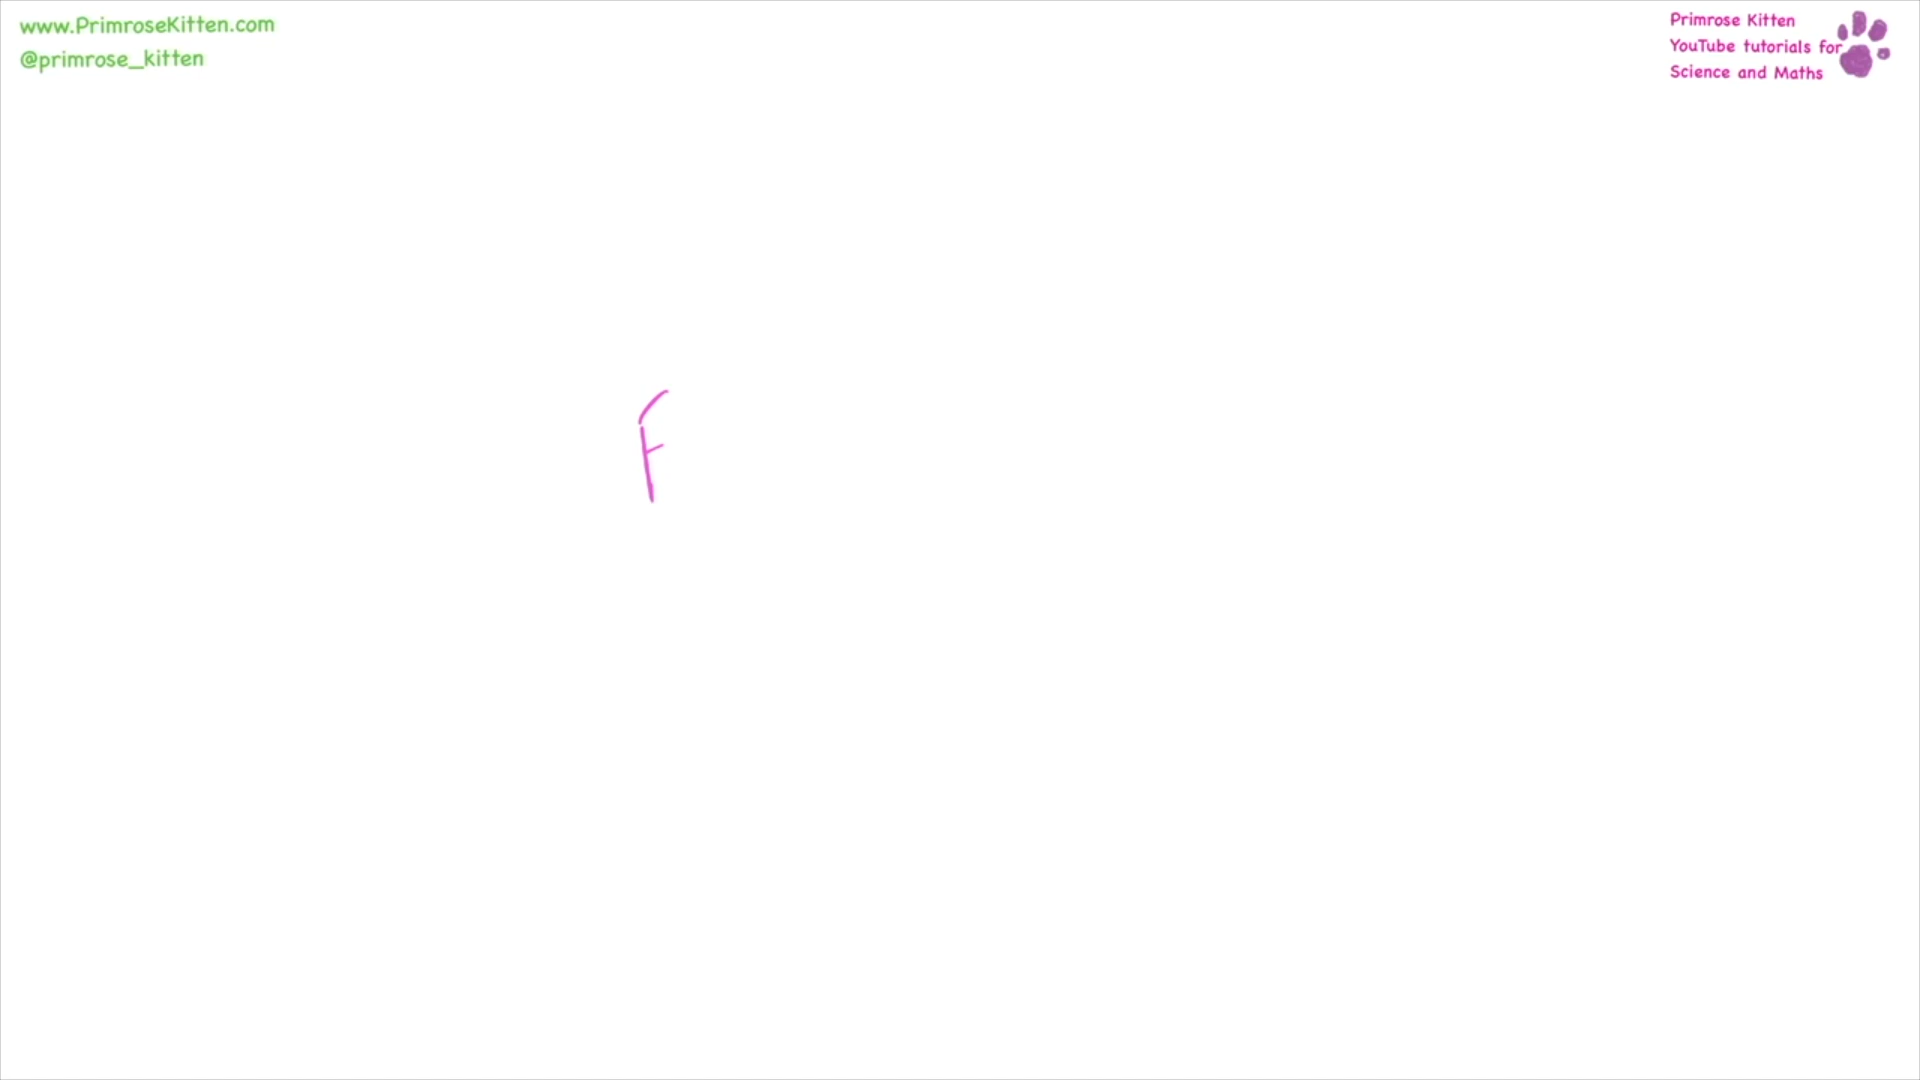 www.PrimroseKitten.com
@primrose_kitten
Primrose Kitten
YouTube tutorials for
Science and Maths
F